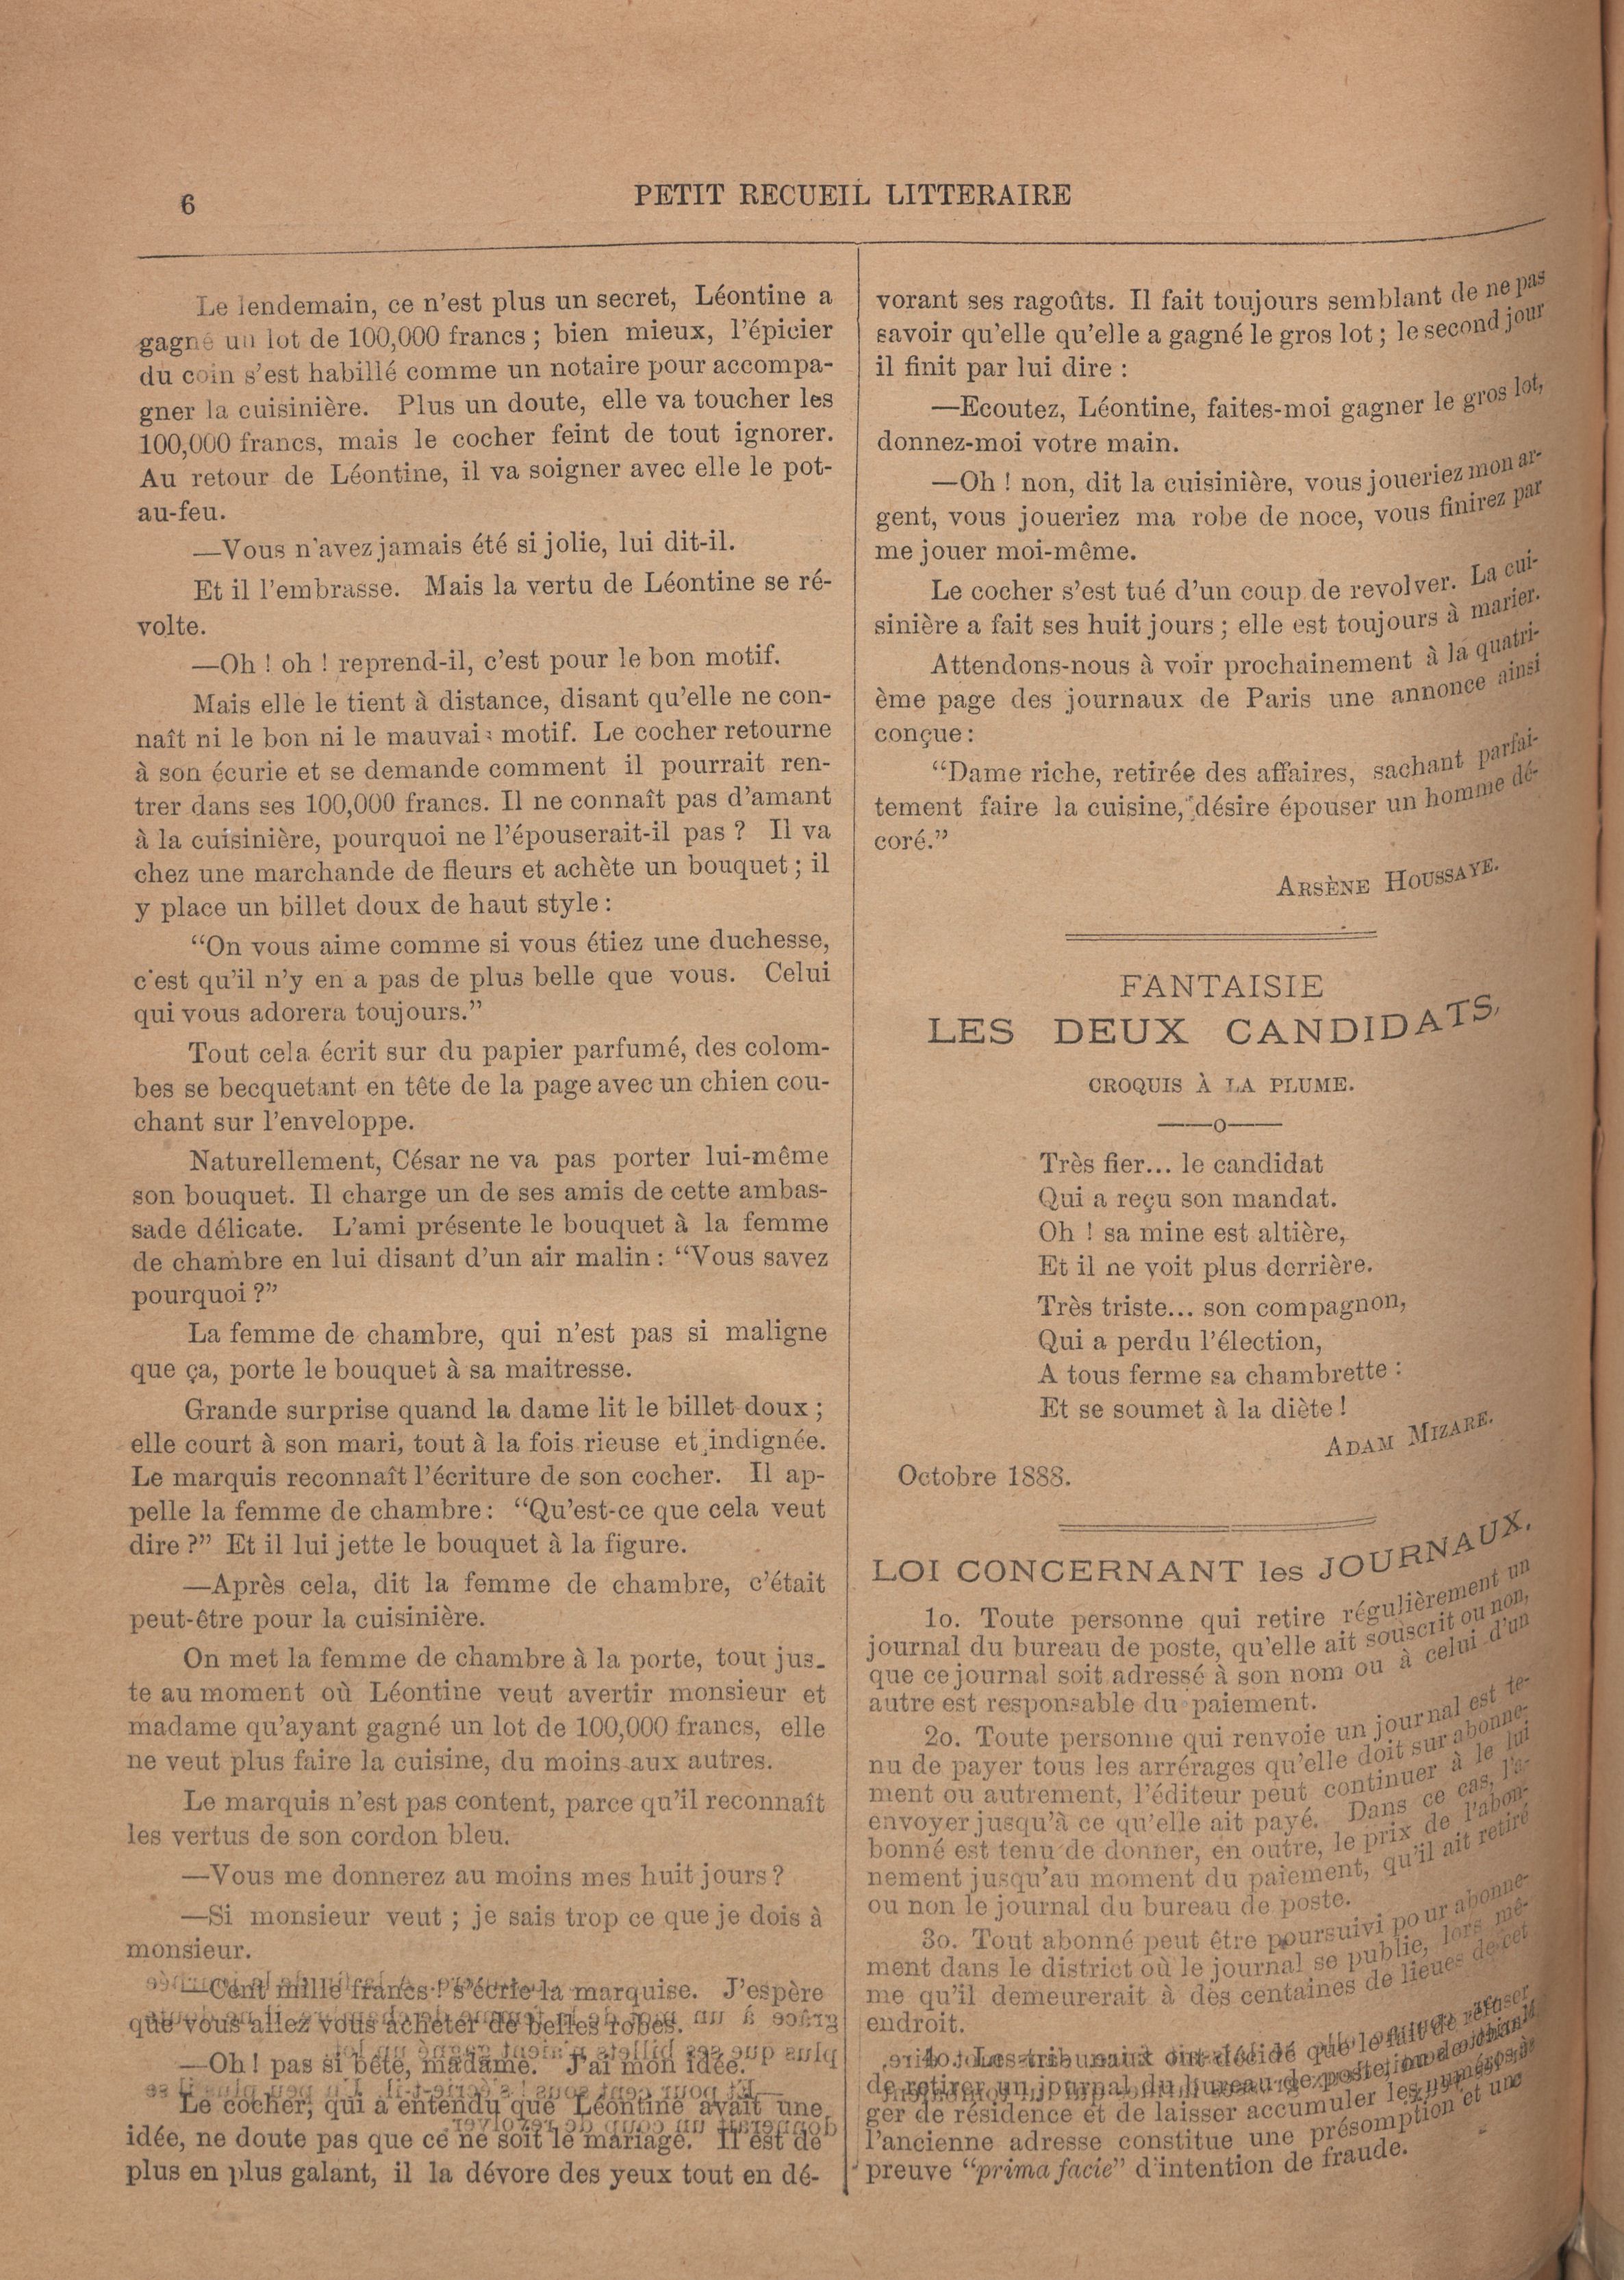 6
PETIT RECUEIL LITTERAIRE
Le lendemain, ce n'est plus un secret, Léontine a
gagné un lot de 100,000 francs ; bien mieux, l'épicier
du coin s'est habillé comme un notaire pour accompa-
gner la cuisinière. Plus un doute, elle va toucher les
100,000 francs, mais le cocher feint de tout ignorer.
Au retour de Léontine, il va soigner avec elle le pot-
au-feu.
—Vous n'avez jamais été si jolie, lui dit-il.
Et il l'embrasse. Mais la vertu de Léontine se ré-
volte.
—Oh ! oh ! reprend-il, c'est pour le bon motif.
Mais elle le tient à distance, disant qu'elle ne con-
naît ni le bon ni le mauvais motif. Le cocher retourne
à son écurie et se demande comment il pourrait ren-
trer dans ses 100,000 francs. Il ne connaît pas d'amant
à la cuisinière, pourquoi ne l'épouserait-il pas ? Il va
chez une marchande de fleurs et achète un bouquet ; il
y place un billet doux de haut style :
“On vous aime comme si vous étiez une duchesse,
c'est qu'il n'y en a pas de plus belle que vous. Celui
qui vous adorera toujours.”
Tout cela écrit sur du papier parfumé, des colom-
bes se becquetant en tête de la page avec un chien cou-
chant sur l'enveloppe.
Naturellement, César ne va pas porter lui-même
son bouquet. Il charge un de ses amis de cette ambas-
sade délicate. L'ami présente le bouquet à la femme
de chambre en lui disant d'un air malin : “Vous savez
pourquoi ?”
La femme de chambre, qui n'est pas si maligne
que ça, porte le bouquet à sa maitresse.
Grande surprise quand la dame lit le billet doux ;
elle court à son mari, tout à la fois rieuse et indignée.
Le marquis reconnaît l'écriture de son cocher. Il ap-
pelle la femme de chambre : “Qu'est-ce que cela veut
dire ?” Et il lui jette le bouquet à la figure.
—Après cela, dit la femme de chambre, c'était
peut-être pour la cuisinière.
On met la femme de chambre à la porte, tout jus-
te au moment où Léontine veut avertir monsieur et
madame qu'ayant gagné un lot de 100,000 francs, elle
ne veut plus faire la cuisine, du moins aux autres.
Le marquis n'est pas content, parce qu'il reconnaît
les vertus de son cordon bleu.
—Vous me donnerez au moins mes huit jours ?
—Si monsieur veut ; je sais trop ce que je dois à
monsieur.
—Cent mille francs ! s'écrie la marquise. J'espère
que vous allez vous acheter de belles robes.
—Oh ! pas si bête, madame. J'ai mon idée.
Le cocher, qui a entendu que Léontine avait une
idée, ne doute pas que ce ne soit le mariage. Il est de
plus en plus galant, il la dévore des yeux tout en dé-
vorant ses ragoûts. Il fait toujours semblant de ne pas
savoir qu'elle qu'elle a gagné le gros lot ; le second jour
il finit par lui dire :
—Ecoutez, Léontine, faites-moi gagner le gros lot,
donnez-moi votre main.
—Oh ! non, dit la cuisinière, vous joueriez mon ar-
gent, vous joueriez ma robe de noce, vous finirez par
me jouer moi-même.
Le cocher s'est tué d'un coup de revolver. La cui-
sinière a fait ses huit jours ; elle est toujours à marier.
Attendons-nous à voir prochainement à la quatri-
ème page des journaux de Paris une annonce ainsi
conçue :
“Dame riche, retirée des affaires, sachant parfai-
tement faire la cuisine, désire épouser un homme dé-
coré.”
ARSÈNE HOUSSAYE.
FANTAISIE
LES DEUX CANDIDATS,
CROQUIS À LA PLUME.
——o——
Très fier... le candidat
Qui a reçu son mandat.
Oh ! sa mine est altière,
Et il ne voit plus derrière.
Très triste... son compagnon,
Qui a perdu l'élection,
A tous ferme sa chambrette :
Et se soumet à la diète !
ADAM MIZARE.
Octobre 1888.
LOI CONCERNANT les JOURNAUX.
1o. Toute personne qui retire régulièrement un
journal du bureau de poste, qu'elle ait souscrit ou non,
que ce journal soit adressé à son nom ou à celui d'un
autre est responsable du paiement.
2o. Toute personne qui renvoie un journal est te-
nu de payer tous les arrérages qu'elle doit sur abonne-
ment ou autrement, l'éditeur peut continuer à le lui
envoyer jusqu'à ce qu'elle ait payé. Dans ce cas, l'a-
bonné est tenu de donner, en outre, le prix de l'abon-
nement jusqu'au moment du paiement, qu'il ait retiré
ou non le journal du bureau de poste.
3o. Tout abonné peut être poursuivi pour abonne-
ment dans le district où le journal se publie, lors mê-
me qu'il demeurerait à des centaines de lieues de cet
endroit.
4o. Les tribunaux ont décidé que le fait de refuser
de retirer un journal du bureau de poste, ou de chan-
ger de résidence et de laisser accumuler les numéros à
l'ancienne adresse constitue une présomption et une
preuve “prima facie” d'intention de fraude.